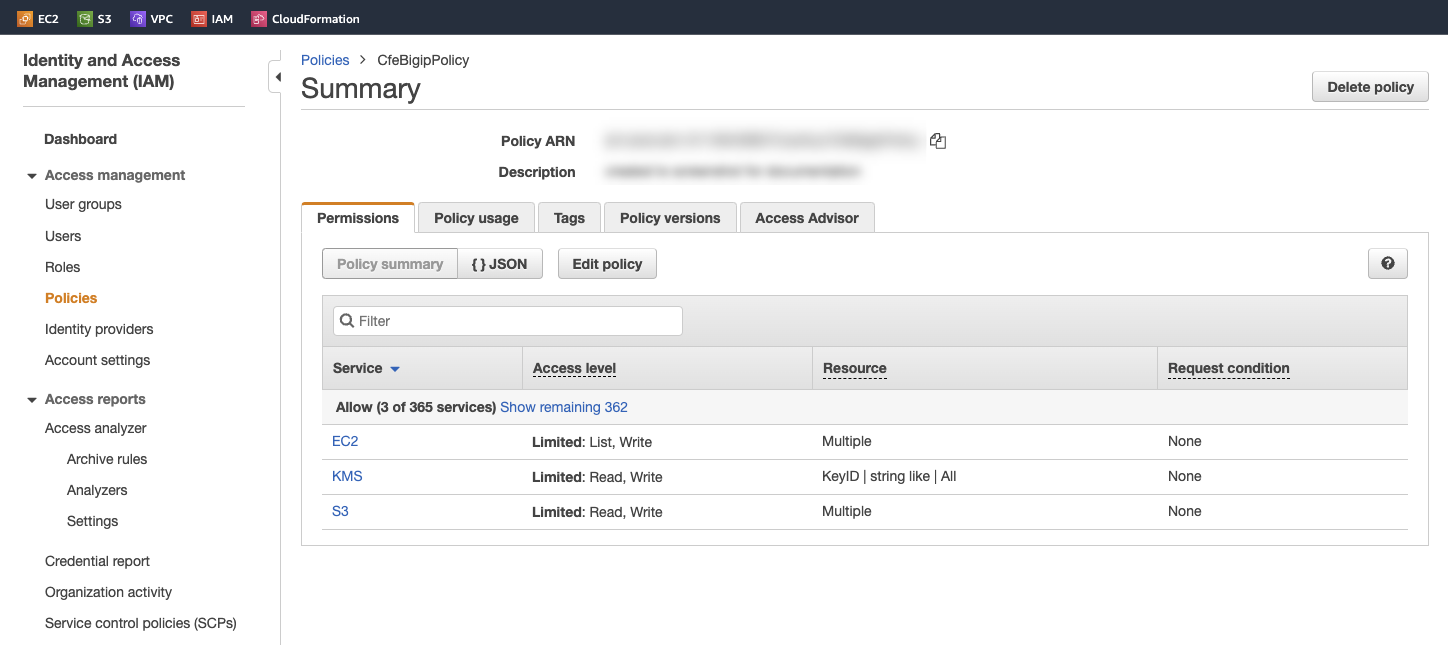 EC2 S3 VPC IAM CloudFormation
Identity and Access
Management (IAM)
Dashboard
Access management
User groups
Users
Roles
Policies
Identity providers
Account settings
Access reports
Access analyzer
Archive rules
Analyzers
Settings
Credential report
Organization activity
Service control policies (SCPs)
Policies > CfeBigipPolicy
Summary
Delete policy
Policy ARN
Description
Permissions Policy usage Tags Policy versions Access Advisor
Policy summary { } JSON Edit policy
Filter
Service Access level Resource Request condition
Allow (3 of 365 services) Show remaining 362
EC2 Limited: List, Write Multiple None
KMS Limited: Read, Write KeyID | string like | All None
S3 Limited: Read, Write Multiple None